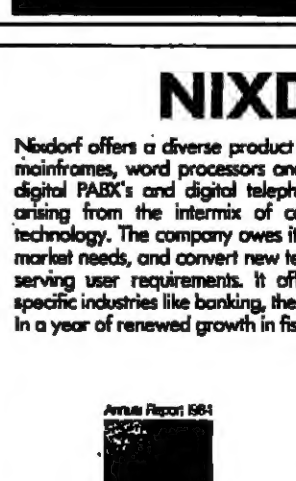 NIXD
Nixdorf offers a diverse product
mainframes, word processors and
digital PABX's and digital teleph
arising from the intermix of co
technology. The company owes it
market needs, and convert new te
serving user requirements. It off
specific industries like banking, the
In a year of renewed growth in fis
Annual Report 1984